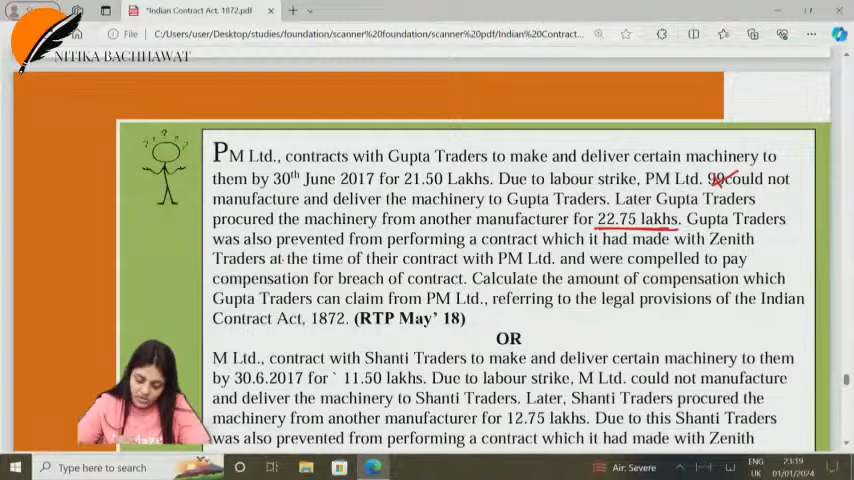 *Indian Contract Act, 1872.pdf
File C:/Users/user/Desktop/studies/foundation/scanner%20foundation/scanner%20pdf/Indian%20Contract...
NITIKA BACHHAWAT
PM Ltd., contracts with Gupta Traders to make and deliver certain machinery to
them by 30th June 2017 for 21.50 Lakhs. Due to labour strike, PM Ltd. 99could not
manufacture and deliver the machinery to Gupta Traders. Later Gupta Traders
procured the machinery from another manufacturer for 22.75 lakhs. Gupta Traders
was also prevented from performing a contract which it had made with Zenith
Traders at the time of their contract with PM Ltd. and were compelled to pay
compensation for breach of contract. Calculate the amount of compensation which
Gupta Traders can claim from PM Ltd., referring to the legal provisions of the Indian
Contract Act, 1872. (RTP May' 18)
OR
M Ltd., contract with Shanti Traders to make and deliver certain machinery to them
by 30.6.2017 for ` 11.50 lakhs. Due to labour strike, M Ltd. could not manufacture
and deliver the machinery to Shanti Traders. Later, Shanti Traders procured the
machinery from another manufacturer for 12.75 lakhs. Due to this Shanti Traders
was also prevented from performing a contract which it had made with Zenith
Type here to search
Air: Severe
ENG
UK
23:19
01/01/2024